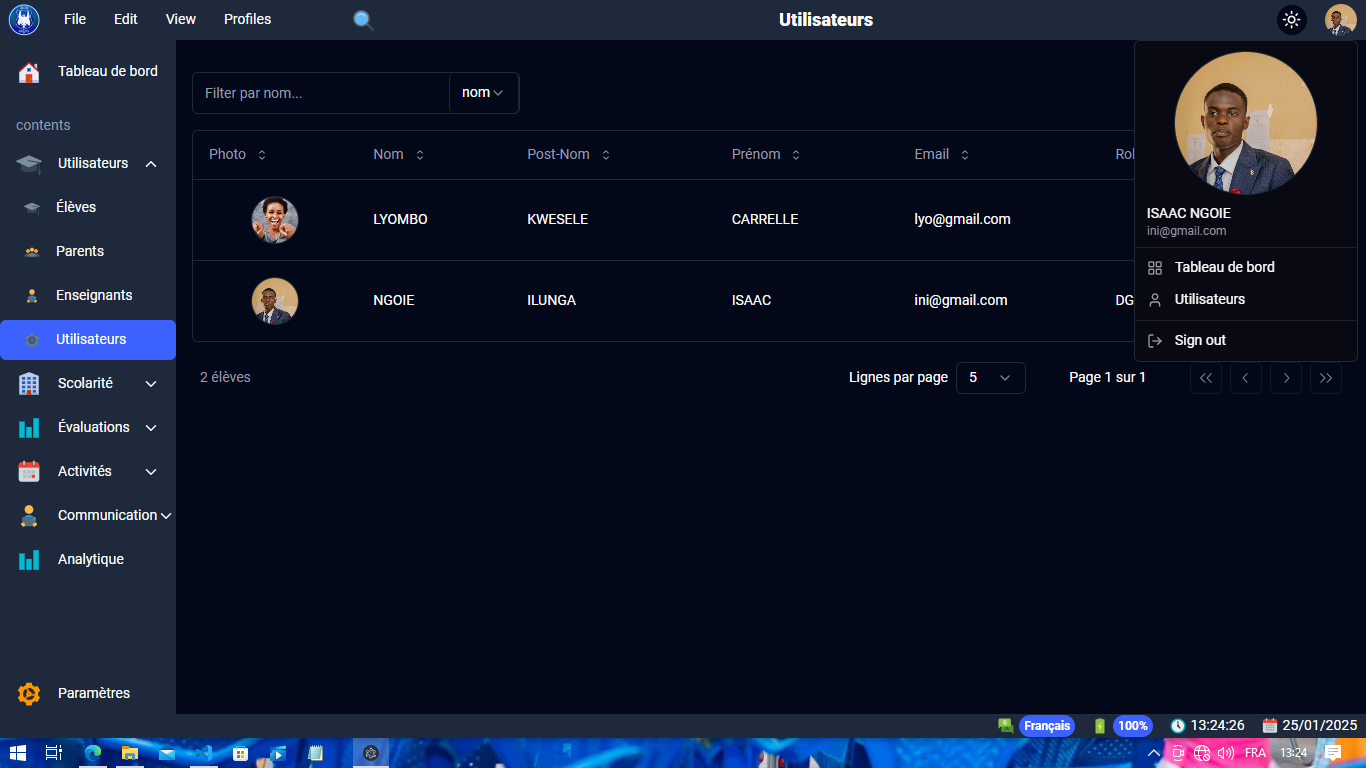 File Edit View Profiles Utilisateurs
Tableau de bord
contents
Utilisateurs
Élèves
Parents
Enseignants
Utilisateurs
Scolarité
Évaluations
Activités
Communication
Analytique
Paramètres
Filter par nom... nom
Photo Nom Post-Nom Prénom Email Rol
LYOMBO KWESELE CARRELLE lyo@gmail.com
NGOIE ILUNGA ISAAC ini@gmail.com DG
2 élèves Lignes par page 5 Page 1 sur 1
ISAAC NGOIE
ini@gmail.com
Tableau de bord
Utilisateurs
Sign out
Français 100% 13:24:26 25/01/2025
FRA 13:24